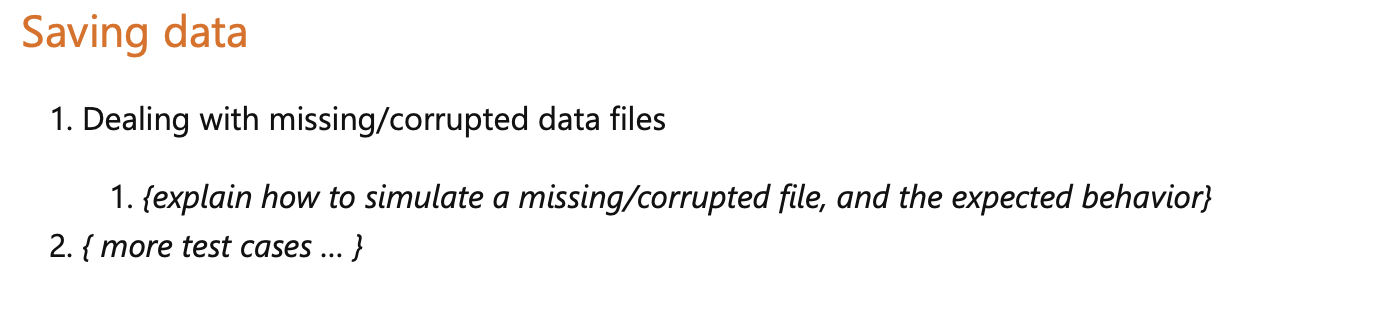 Saving data
1. Dealing with missing/corrupted data files
1. {explain how to simulate a missing/corrupted file, and the expected behavior}
2. { more test cases … }